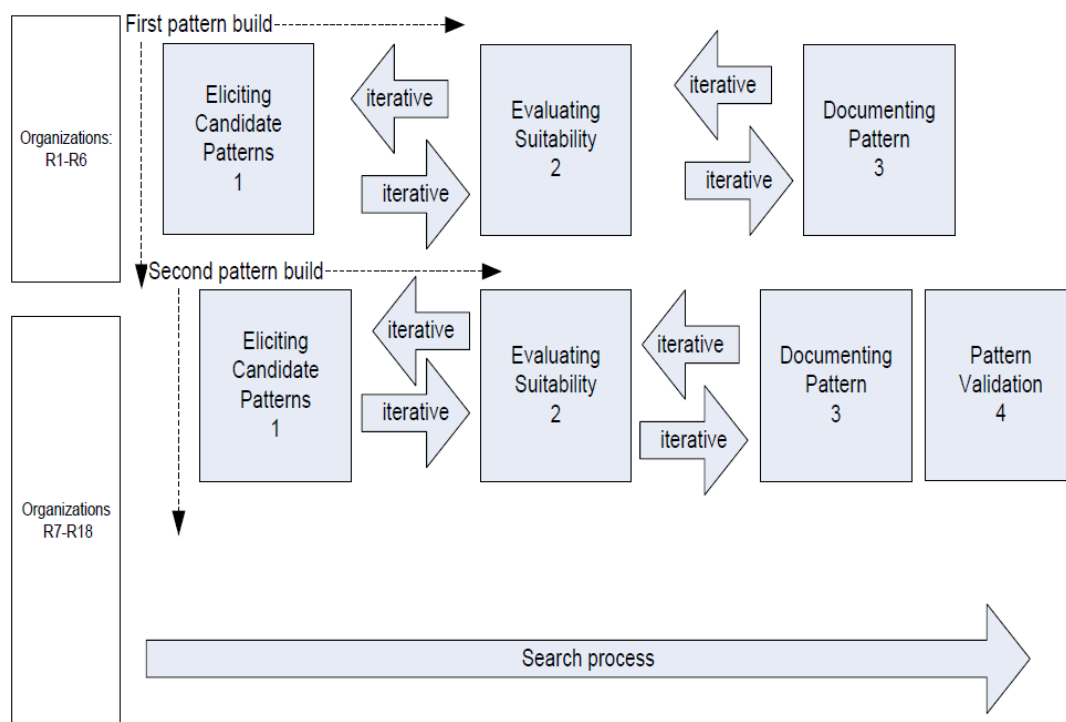 First pattern build
Organizations:
R1-R6
Eliciting
Candidate
Patterns
1
iterative
iterative
Evaluating
Suitability
2
iterative
iterative
Documenting
Pattern
3
Second pattern build
Organizations
R7-R18
Eliciting
Candidate
Patterns
1
iterative
iterative
Evaluating
Suitability
2
iterative
iterative
Documenting
Pattern
3
Pattern
Validation
4
Search process